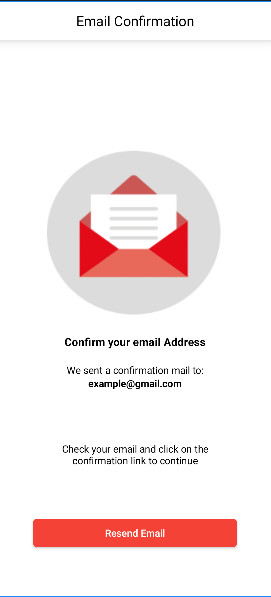 Email Confirmation
Confirm your email Address
We sent a confirmation mail to:
example@gmail.com
Check your email and click on the
confirmation link to continue
Resend Email